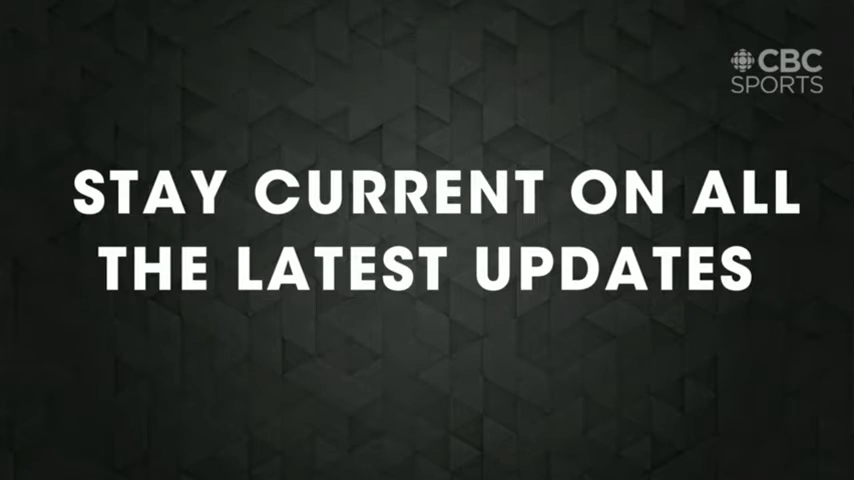 CBC
SPORTS
STAY CURRENT ON ALL
THE LATEST UPDATES